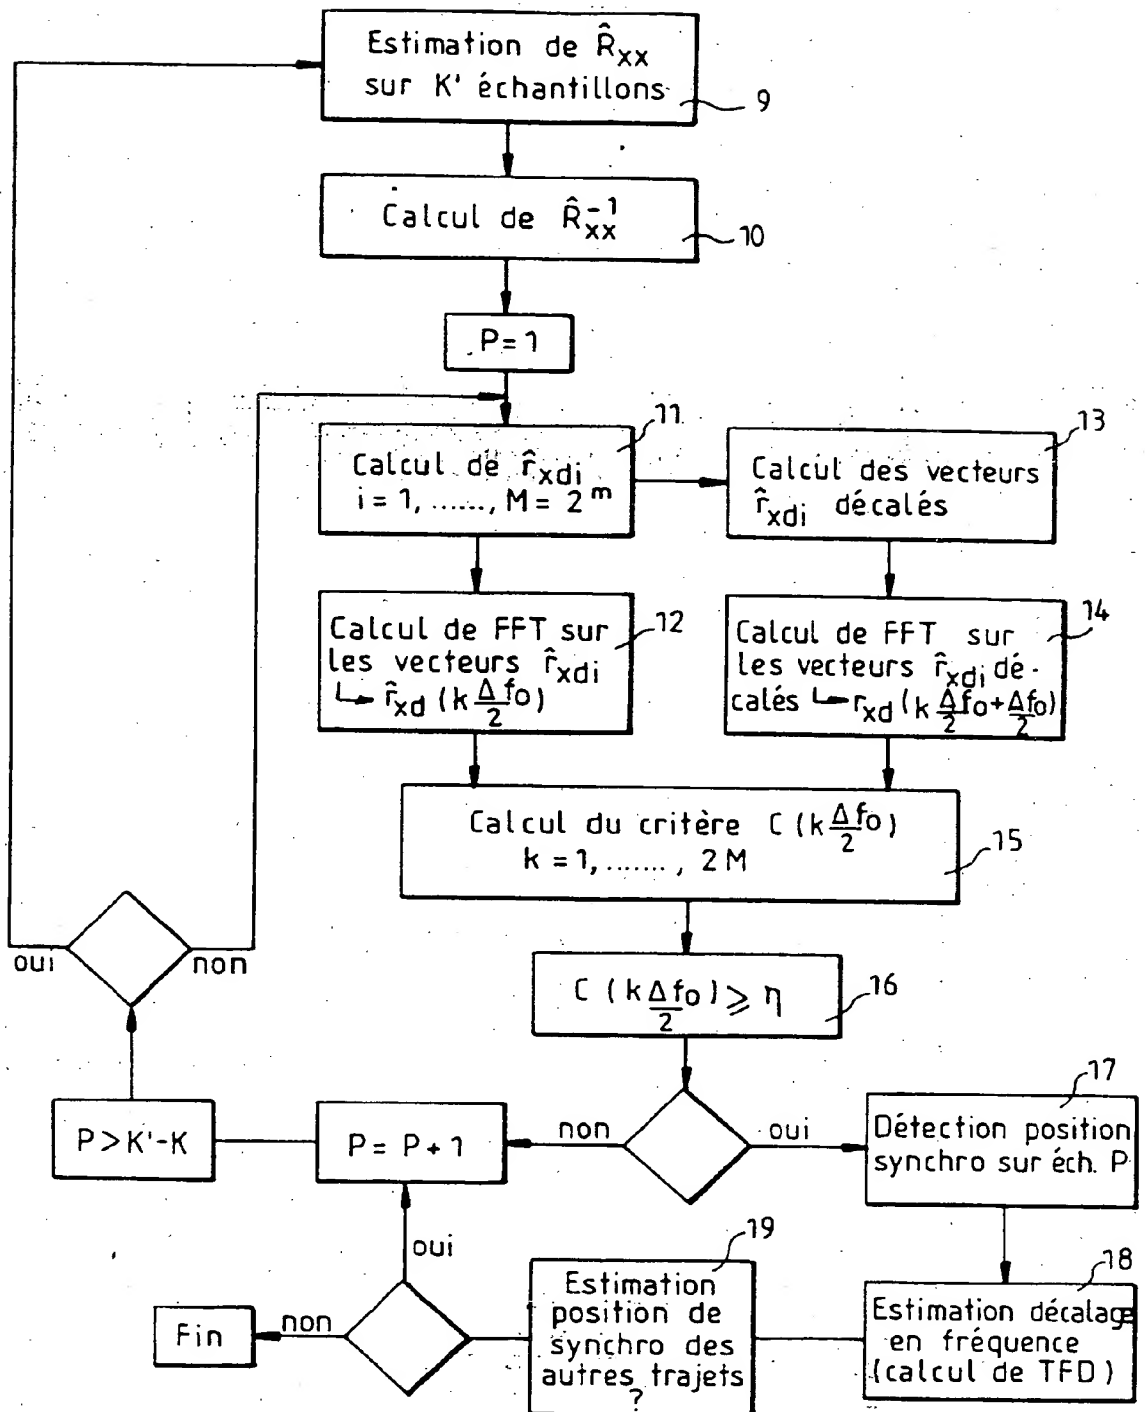 Estimation de R̂xx
sur K' échantillons
9
Calcul de R̂xx⁻¹
10
P = 1
11
Calcul de r̂xdi
i = 1, ......, M = 2ᵐ
13
Calcul des vecteurs
r̂xdi décalés
12
Calcul de FFT sur
les vecteurs r̂xdi
↳ r̂xd (k Δfo/2)
14
Calcul de FFT sur
les vecteurs r̂xdi dé-
calés ↳ rxd (k Δfo/2 + Δfo/2)
Calcul du critère C (k Δfo/2)
k = 1, ......., 2M
15
oui
non
C (k Δfo/2) ⩾ η
16
P > K'-K
P = P + 1
non
oui
17
Détection position
synchro sur éch. P
oui
19
Estimation
position de
synchro des
autres trajets
?
18
Estimation décalage
en fréquence
(calcul de TFD)
Fin
non